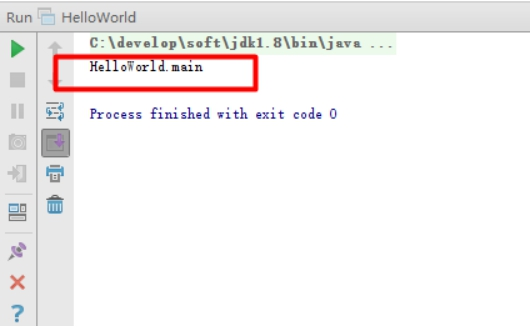 Run HelloWorld
C:\develop\soft\jdk1.8\bin\java ...
HelloWorld.main
Process finished with exit code 0